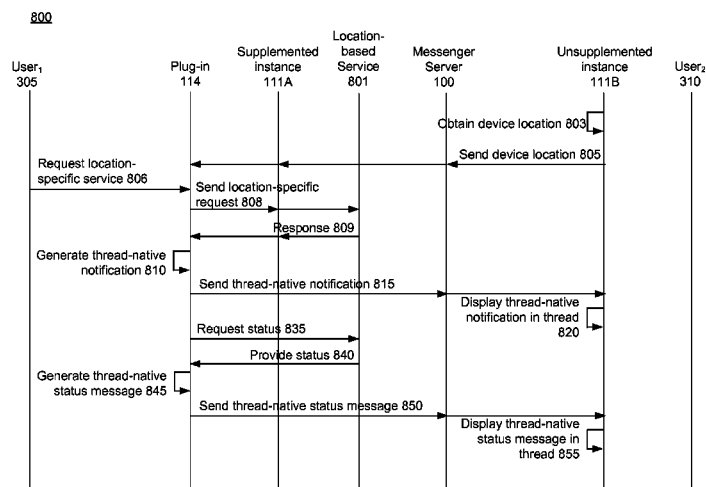 800
User1
305
Plug-in
114
Supplemented
instance
111A
Location-
based
Service
801
Messenger
Server
100
Unsupplemented
instance
111B
User2
310
Obtain device location 803
Send device location 805
Request location-
specific service 806
Send location-specific
request 808
Response 809
Generate thread-native
notification 810
Send thread-native notification 815
Display thread-native
notification in thread
820
Request status 835
Provide status 840
Generate thread-native
status message 845
Send thread-native status message 850
Display thread-native
status message in
thread 855